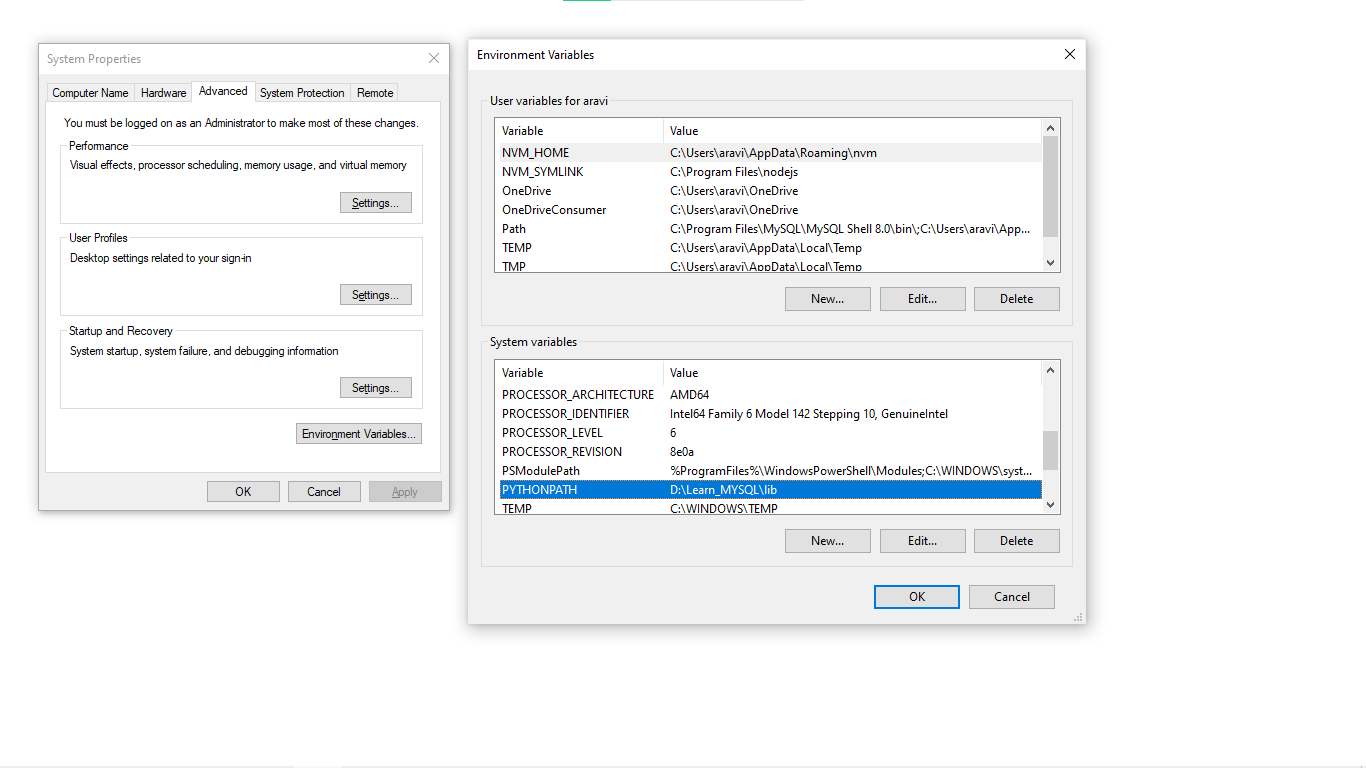 System Properties
Computer Name Hardware Advanced System Protection Remote
You must be logged on as an Administrator to make most of these changes.
Performance
Visual effects, processor scheduling, memory usage, and virtual memory
Settings...
User Profiles
Desktop settings related to your sign-in
Settings...
Startup and Recovery
System startup, system failure, and debugging information
Settings...
Environment Variables...
OK Cancel Apply
Environment Variables
User variables for aravi
Variable Value
NVM_HOME C:\Users\aravi\AppData\Roaming\nvm
NVM_SYMLINK C:\Program Files\nodejs
OneDrive C:\Users\aravi\OneDrive
OneDriveConsumer C:\Users\aravi\OneDrive
Path C:\Program Files\MySQL\MySQL Shell 8.0\bin\;C:\Users\aravi\App...
TEMP C:\Users\aravi\AppData\Local\Temp
TMP C:\Users\aravi\AppData\Local\Temp
New... Edit... Delete
System variables
Variable Value
PROCESSOR_ARCHITECTURE AMD64
PROCESSOR_IDENTIFIER Intel64 Family 6 Model 142 Stepping 10, GenuineIntel
PROCESSOR_LEVEL 6
PROCESSOR_REVISION 8e0a
PSModulePath %ProgramFiles%\WindowsPowerShell\Modules;C:\WINDOWS\syst...
PYTHONPATH D:\Learn_MYSQL\lib
TEMP C:\WINDOWS\TEMP
New... Edit... Delete
OK Cancel